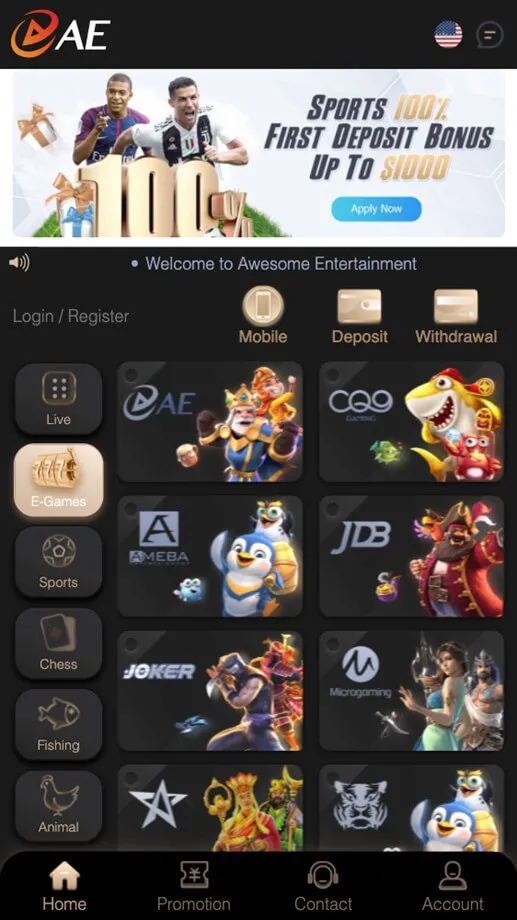 AE
SPORTS 100%
FIRST DEPOSIT BONUS
UP TO $1000
100%
Apply Now
• Welcome to Awesome Entertainment
Login / Register
Mobile
Deposit
Withdrawal
Live
E-Games
Sports
Chess
Fishing
Animal
AE
CQ9
GAMING
A
AMEBA
JDB
JOKER
Microgaming
Home
Promotion
Contact
Account